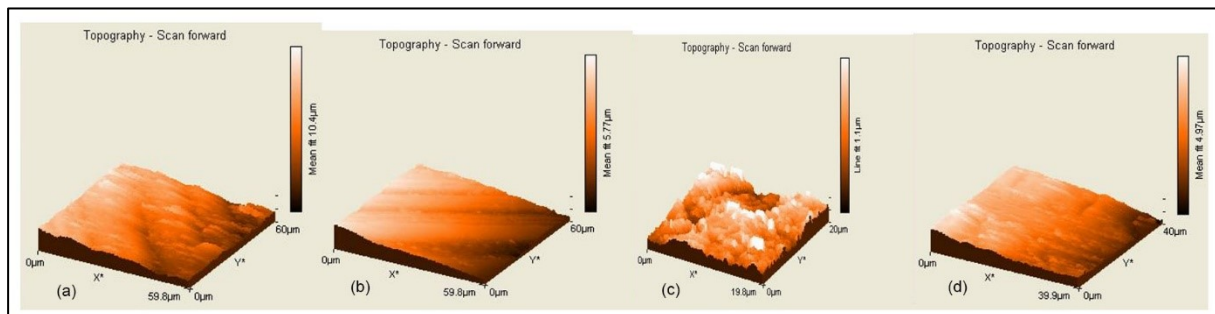 Topography - Scan forward
Mean fit 10.4µm
60µm
0µm
Y*
X*
59.8µm
0µm
(a)
Topography - Scan forward
Mean fit 5.77µm
60µm
0µm
Y*
X*
59.8µm
0µm
(b)
Topography - Scan forward
Line fit 1.1µm
20µm
0µm
Y*
X*
19.8µm
0µm
(c)
Topography - Scan forward
Mean fit 4.97µm
40µm
0µm
Y*
X*
39.9µm
0µm
(d)